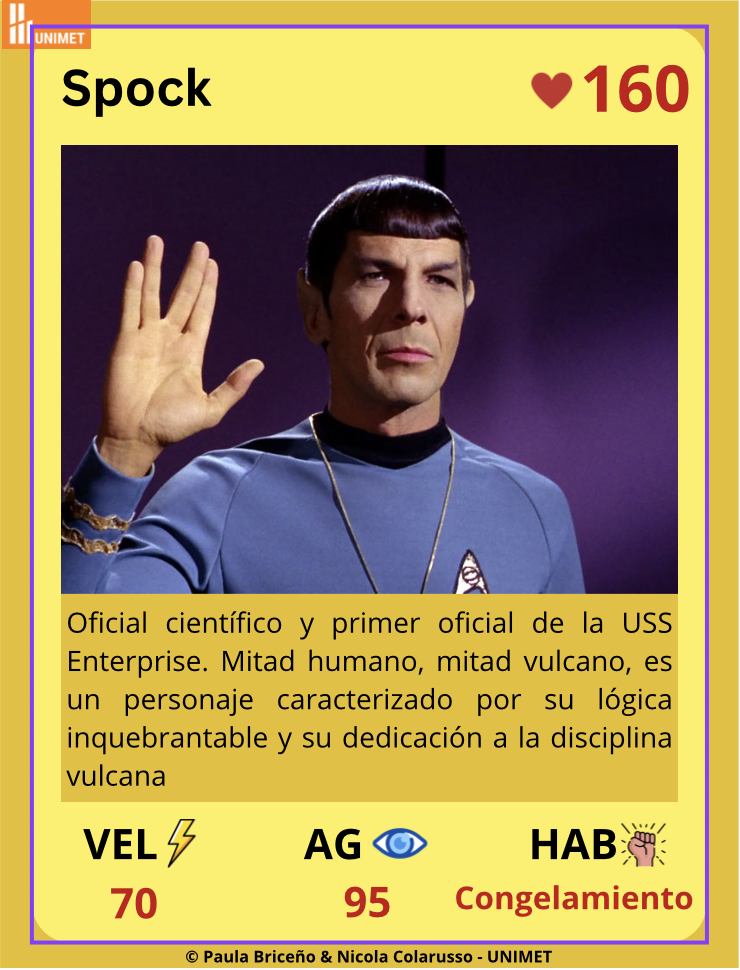 UNIMET
Spock
160
Oficial científico y primer oficial de la USS
Enterprise. Mitad humano, mitad vulcano, es
un personaje caracterizado por su lógica
inquebrantable y su dedicación a la disciplina
vulcana
VEL AG HAB
70 95 Congelamiento
© Paula Briceño & Nicola Colarusso - UNIMET